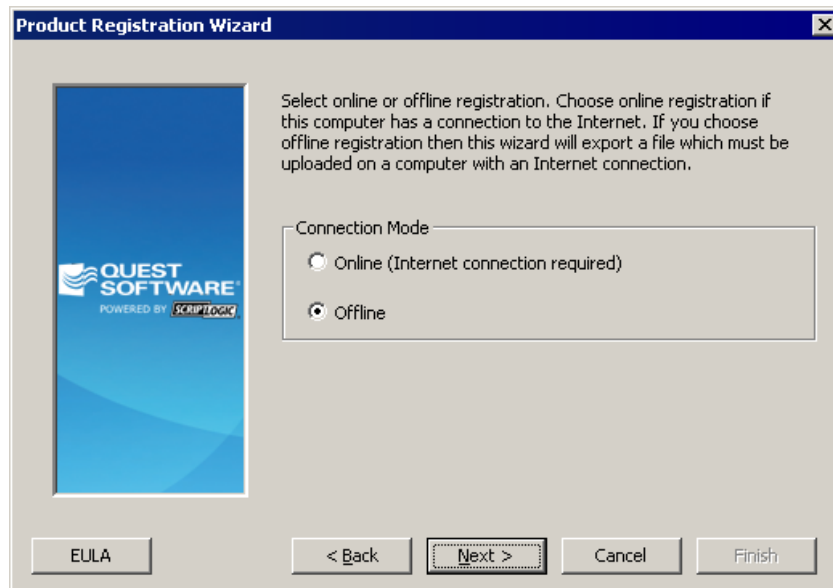 Product Registration Wizard
Select online or offline registration. Choose online registration if
this computer has a connection to the Internet. If you choose
offline registration then this wizard will export a file which must be
uploaded on a computer with an Internet connection.
Connection Mode
Online (Internet connection required)
Offline
QUEST
SOFTWARE
POWERED BY SCRIPTLOGIC
EULA
< Back
Next >
Cancel
Finish